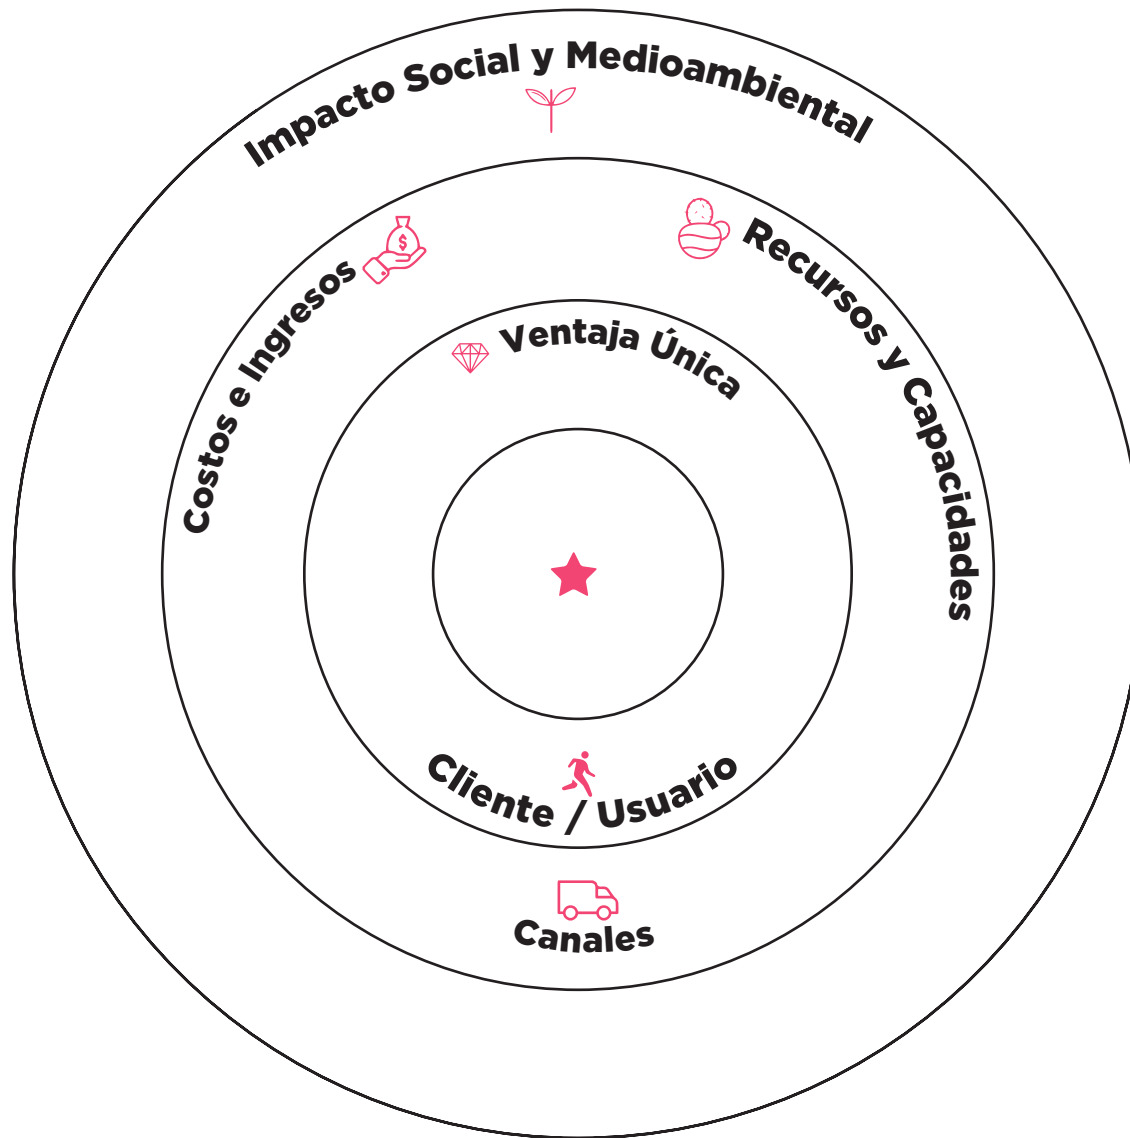 Impacto Social y Medioambiental
Costos e Ingresos
$
Recursos y Capacidades
Ventaja Única
Cliente / Usuario
Canales